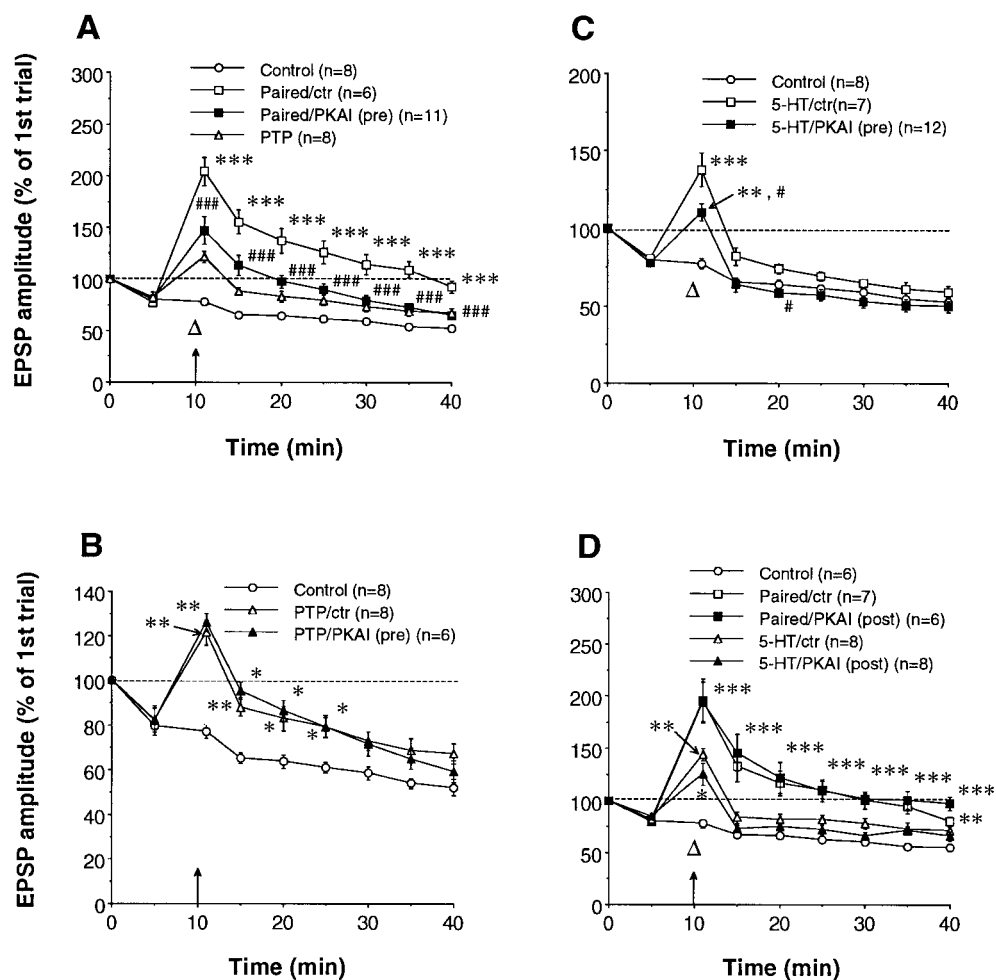 A
EPSP amplitude (% of 1st trial)
300
250
200
150
100
50
0
Control (n=8)
Paired/ctr (n=6)
Paired/PKAI (pre) (n=11)
PTP (n=8)
***
***
***
***
***
***
***
###
###
###
###
###
###
###
Δ
0 10 20 30 40
Time (min)
C
200
150
100
50
0
Control (n=8)
5-HT/ctr(n=7)
5-HT/PKAI (pre) (n=12)
***
**, #
#
Δ
0 10 20 30 40
Time (min)
B
EPSP amplitude (% of 1st trial)
140
120
100
80
60
40
20
0
Control (n=8)
PTP/ctr (n=8)
PTP/PKAI (pre) (n=6)
**
**
*
*
*
**
*
*
0 10 20 30 40
Time (min)
D
300
250
200
150
100
50
0
Control (n=6)
Paired/ctr (n=7)
Paired/PKAI (post) (n=6)
5-HT/ctr (n=8)
5-HT/PKAI (post) (n=8)
***
***
***
***
***
***
***
**
**
*
Δ
0 10 20 30 40
Time (min)